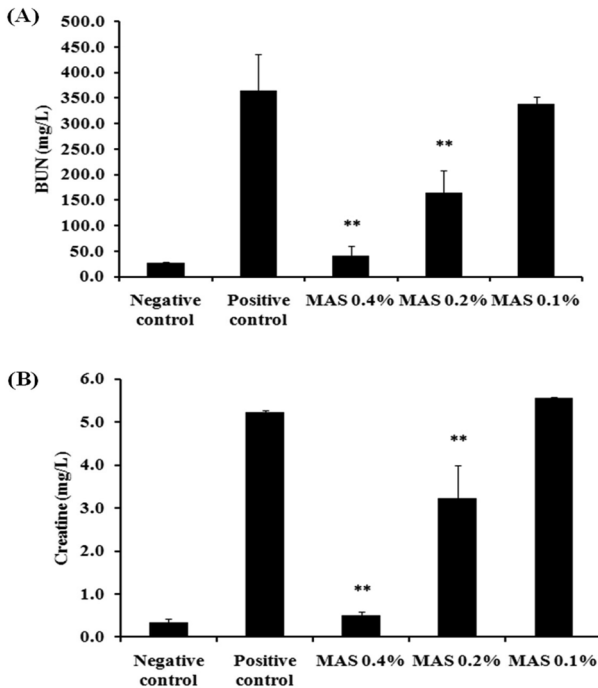 (A)
500.0
450.0
400.0
350.0
300.0
250.0
200.0
150.0
100.0
50.0
0.0
BUN (mg/L)
**
**
Negative control
Positive control
MAS 0.4%
MAS 0.2%
MAS 0.1%
(B)
6.0
5.0
4.0
3.0
2.0
1.0
0.0
Creatine (mg/L)
**
**
Negative control
Positive control
MAS 0.4%
MAS 0.2%
MAS 0.1%